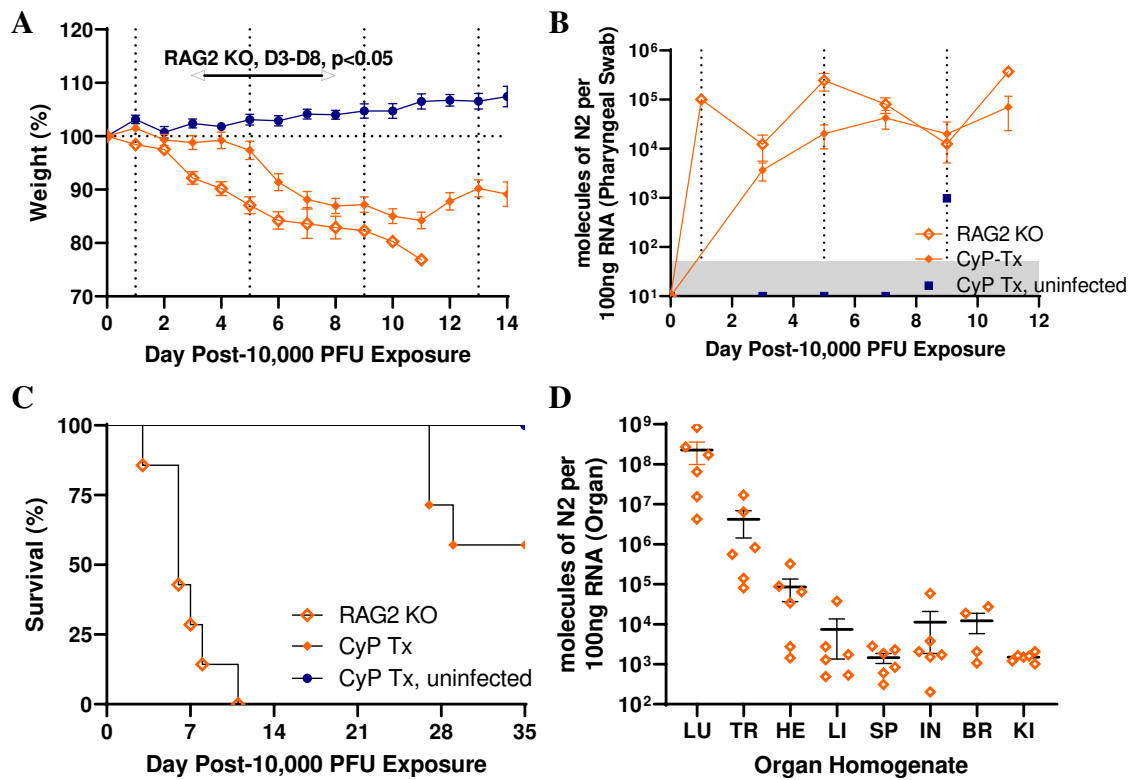 A
RAG2 KO, D3-D8, p<0.05
Weight (%)
120
110
100
90
80
70
0 2 4 6 8 10 12 14
Day Post-10,000 PFU Exposure
B
molecules of N2 per
100ng RNA (Pharyngeal Swab)
10⁶
10⁵
10⁴
10³
10²
10¹
RAG2 KO
CyP-Tx
CyP Tx, uninfected
0 2 4 6 8 10 12
Day Post-10,000 PFU Exposure
C
Survival (%)
100
75
50
25
0
RAG2 KO
CyP Tx
CyP Tx, uninfected
0 7 14 21 28 35
Day Post-10,000 PFU Exposure
D
molecules of N2 per
100ng RNA (Organ)
10⁹
10⁸
10⁷
10⁶
10⁵
10⁴
10³
10²
LU TR HE LI SP IN BR KI
Organ Homogenate